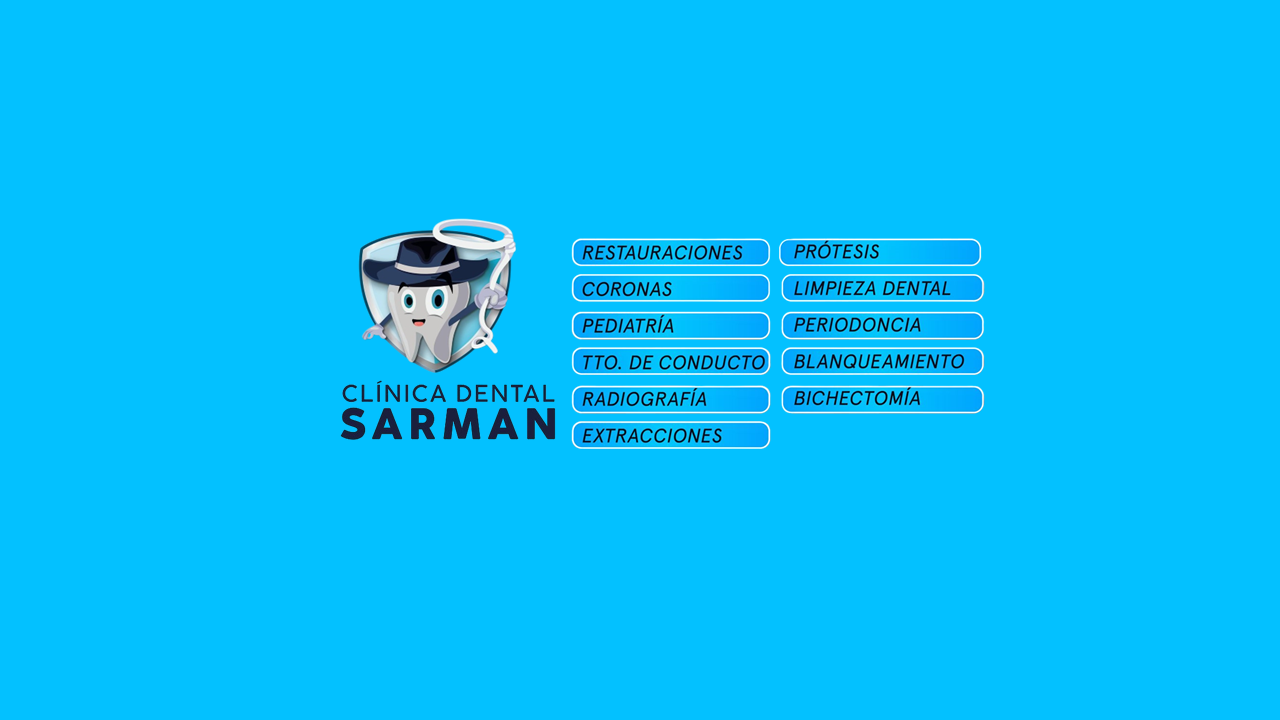 CLÍNICA DENTAL
SARMAN
RESTAURACIONES
CORONAS
PEDIATRÍA
TTO. DE CONDUCTO
RADIOGRAFÍA
EXTRACCIONES
PRÓTESIS
LIMPIEZA DENTAL
PERIODONCIA
BLANQUEAMIENTO
BICHECTOMÍA